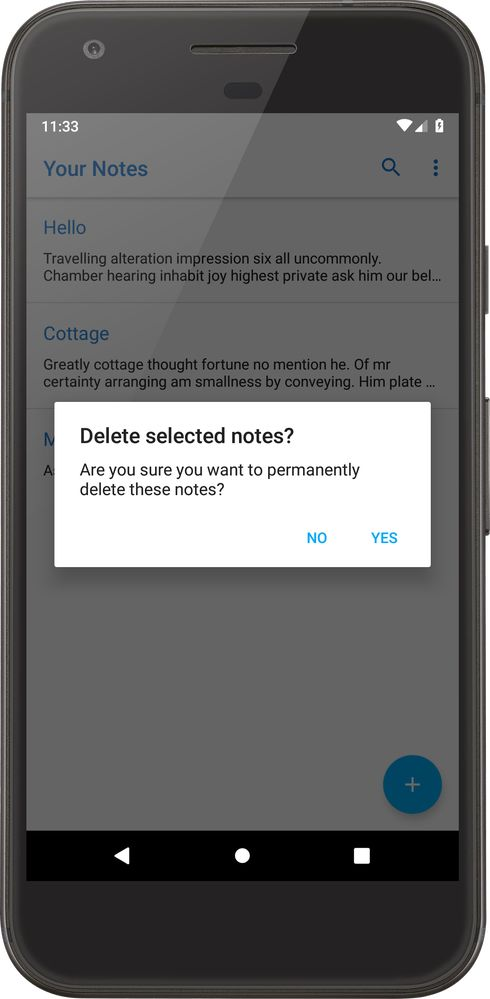 11:33
Your Notes
Hello
Travelling alteration impression six all uncommonly.
Chamber hearing inhabit joy highest private ask him our bel...
Cottage
Greatly cottage thought fortune no mention he. Of mr
certainty arranging am smallness by conveying. Him plate ...
Delete selected notes?
Are you sure you want to permanently
delete these notes?
NO YES